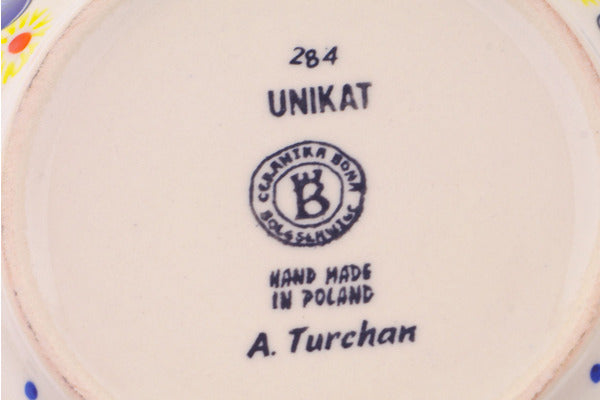 284
UNIKAT
CERAMIKA BONA
BOLESŁAWIEC
B
HAND MADE
IN POLAND
A. Turchan